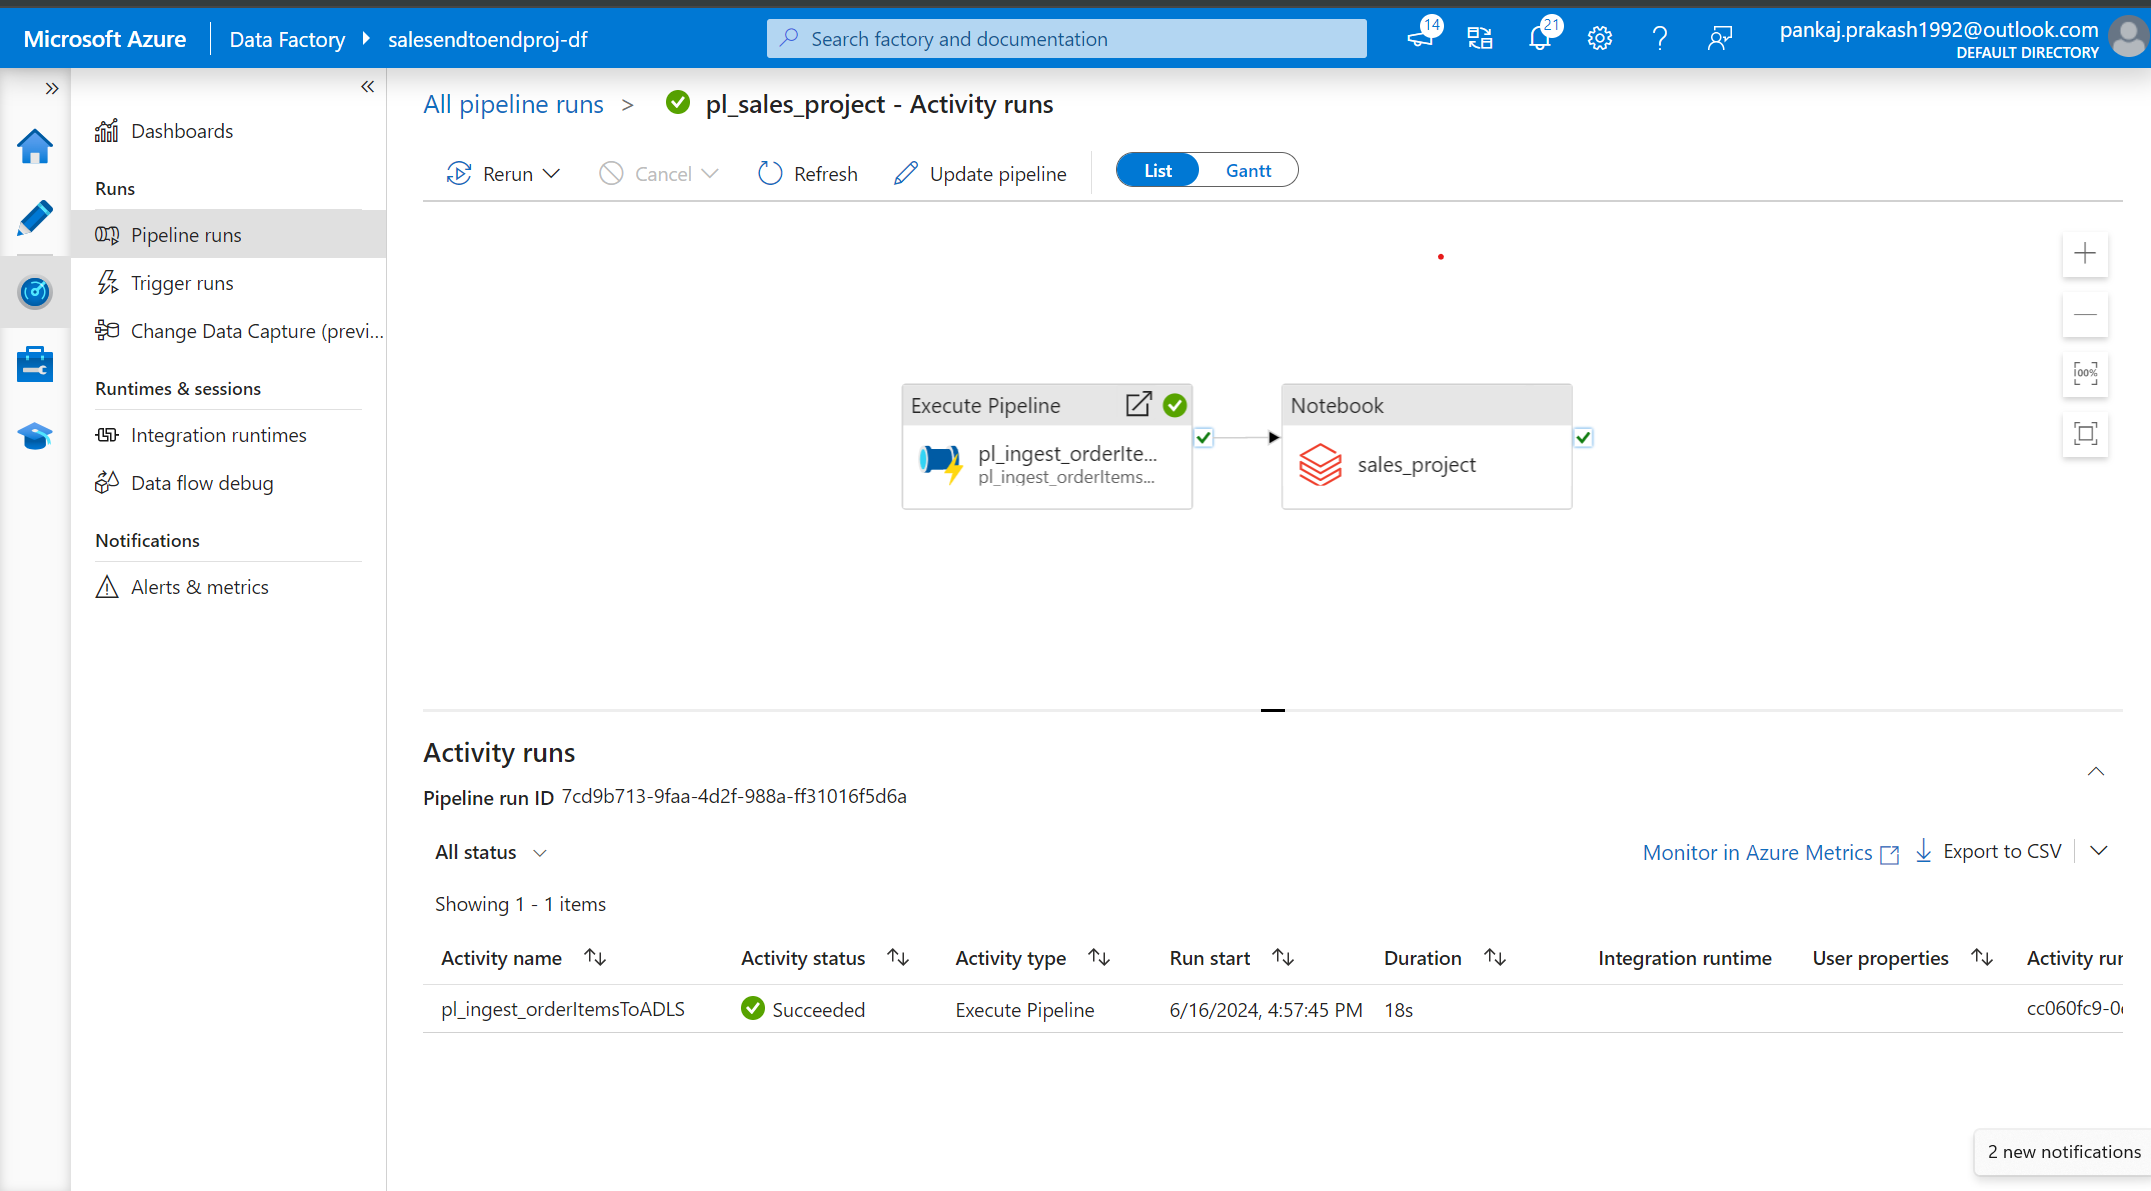 Microsoft Azure
Data Factory
salesendtoendproj-df
Search factory and documentation
14
21
pankaj.prakash1992@outlook.com
DEFAULT DIRECTORY
Dashboards
Runs
Pipeline runs
Trigger runs
Change Data Capture (previ...
Runtimes & sessions
Integration runtimes
Data flow debug
Notifications
Alerts & metrics
All pipeline runs > pl_sales_project - Activity runs
Rerun
Cancel
Refresh
Update pipeline
List
Gantt
100%
Execute Pipeline
pl_ingest_orderIte...
pl_ingest_orderItems...
Notebook
sales_project
Activity runs
Pipeline run ID 7cd9b713-9faa-4d2f-988a-ff31016f5d6a
All status
Monitor in Azure Metrics
Export to CSV
Showing 1 - 1 items
Activity name Activity status Activity type Run start Duration Integration runtime User properties Activity run
pl_ingest_orderItemsToADLS Succeeded Execute Pipeline 6/16/2024, 4:57:45 PM 18s cc060fc9-0
2 new notifications